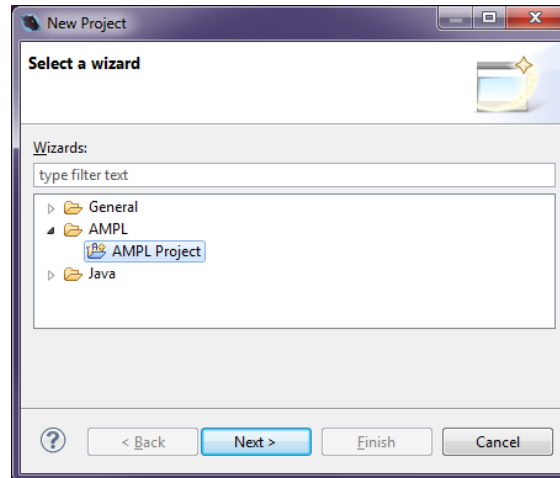 New Project
Select a wizard
Wizards:
type filter text
General
AMPL
AMPL Project
Java
? < Back Next > Finish Cancel